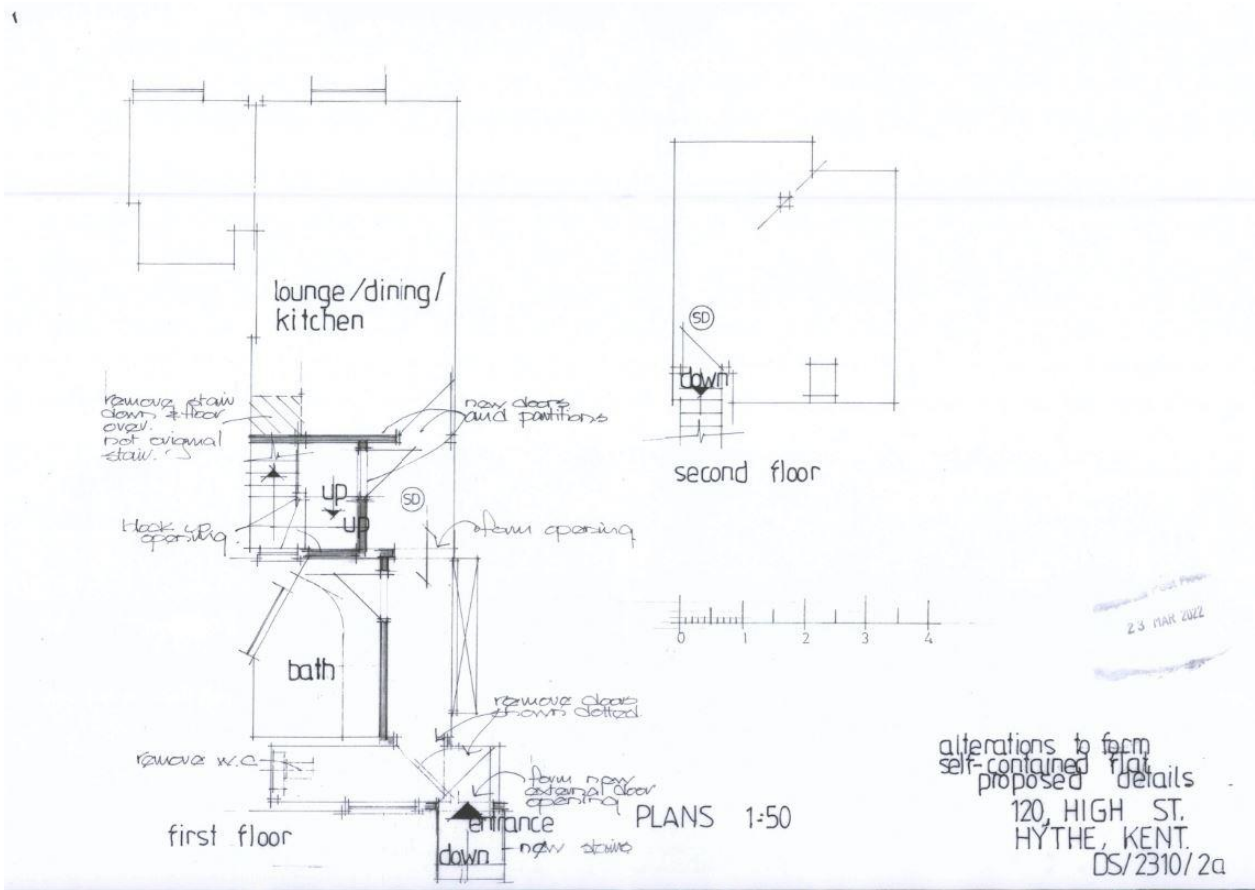 lounge/dining/
kitchen
remove stair
down & floor
over.
not original
stair.
new doors
and partitions
up
up
SD
block up
opening.
form opening
bath
remove doors
shown dotted.
remove w.c.
form new
external door
opening
entrance
down
new stairs
first floor
SD
down
second floor
0 1 2 3 4
23 MAR 2022
PLANS 1:50
alterations to form
self-contained flat
proposed details
120, HIGH ST.
HYTHE, KENT.
DS/2310/2a